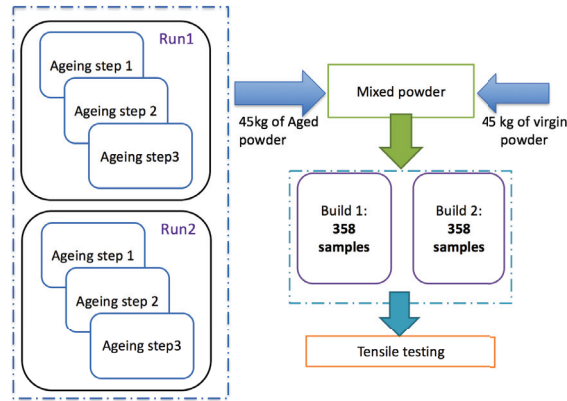 Run1
Ageing step 1
Ageing step 2
Ageing step3
Run2
Ageing step 1
Ageing step 2
Ageing step3
45kg of Aged
powder
Mixed powder
45 kg of virgin
powder
Build 1:
358
samples
Build 2:
358
samples
Tensile testing